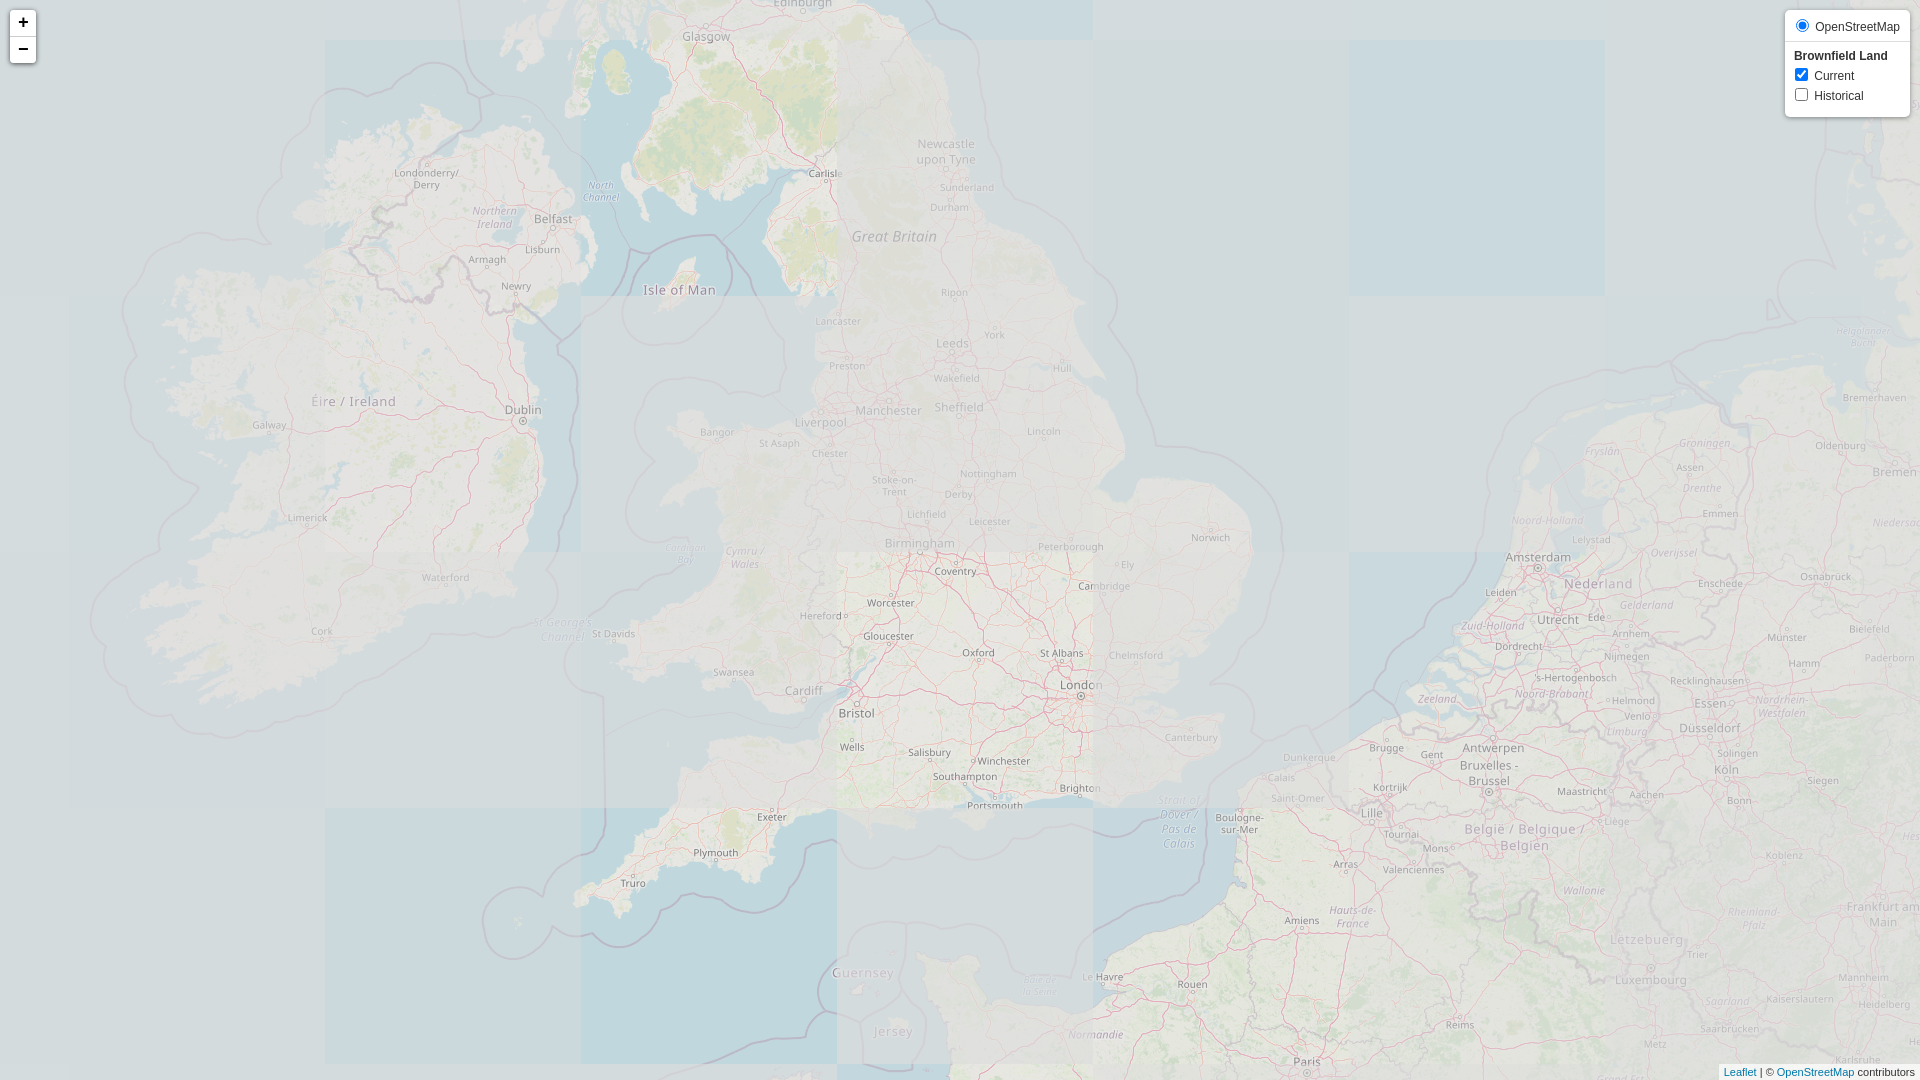 +
−
OpenStreetMap
Brownfield Land
Current
Historical
Edinburgh
Glasgow
Newcastle
upon Tyne
Londonderry/
Derry
Carlisle
North
Channel
Sunderland
Durham
Northern
Ireland
Belfast
Lisburn
Great Britain
Armagh
Newry
Isle of Man
Ripon
Lancaster
York
Leeds
Preston
Hull
Wakefield
Helgoländer
Bucht
Bremerhaven
Éire / Ireland
Dublin
Galway
Manchester
Sheffield
Liverpool
Bangor
St Asaph
Chester
Lincoln
Groningen
Fryslân
Oldenburg
Assen
Bremen
Stoke-on-
Trent
Nottingham
Derby
Drenthe
Limerick
Lichfield
Leicester
Emmen
Noord-Holland
Niedersac
Birmingham
Peterborough
Norwich
Lelystad
Cardigan
Bay
Cymru /
Wales
Amsterdam
Overijssel
Coventry
Ely
Waterford
Cambridge
Nederland
Enschede
Osnabrück
Leiden
Worcester
Hereford
Gelderland
St George's
Channel
Cork
St Davids
Gloucester
Utrecht
Ede
Zuid-Holland
Arnhem
Bielefeld
Münster
Oxford
St Albans
Chelmsford
Dordrecht
Nijmegen
Hamm
Paderborn
Swansea
's-Hertogenbosch
Recklinghausen
London
Cardiff
Noord-Brabant
Zeeland
Helmond
Essen
Nordrhein-
Westfalen
Bristol
Venlo
Limburg
Düsseldorf
Canterbury
Wells
Salisbury
Brugge
Gent
Antwerpen
Solingen
Winchester
Dunkerque
Bruxelles -
Brussel
Köln
Southampton
Calais
Siegen
Brighton
Kortrijk
Maastricht
Aachen
Saint-Omer
Bonn
Portsmouth
Strait of
Dover /
Pas de
Calais
Exeter
Boulogne-
sur-Mer
Lille
Tournai
Liège
België / Belgique /
Belgien
Plymouth
Mons
Koblenz
Arras
Valenciennes
Truro
Wallonie
Hauts-de-
France
Rheinland
Pfalz
Frankfurt am
Main
Amiens
Lëtzebuerg
Trier
Guernsey
Le Havre
Baie de
la Seine
Rouen
Luxembourg
Mannheim
Saarland
Kaiserslautern
Heidelberg
Jersey
Normandie
Reims
Saarbrücken
Metz
Paris
Karlsruhe
Leaflet | © OpenStreetMap contributors